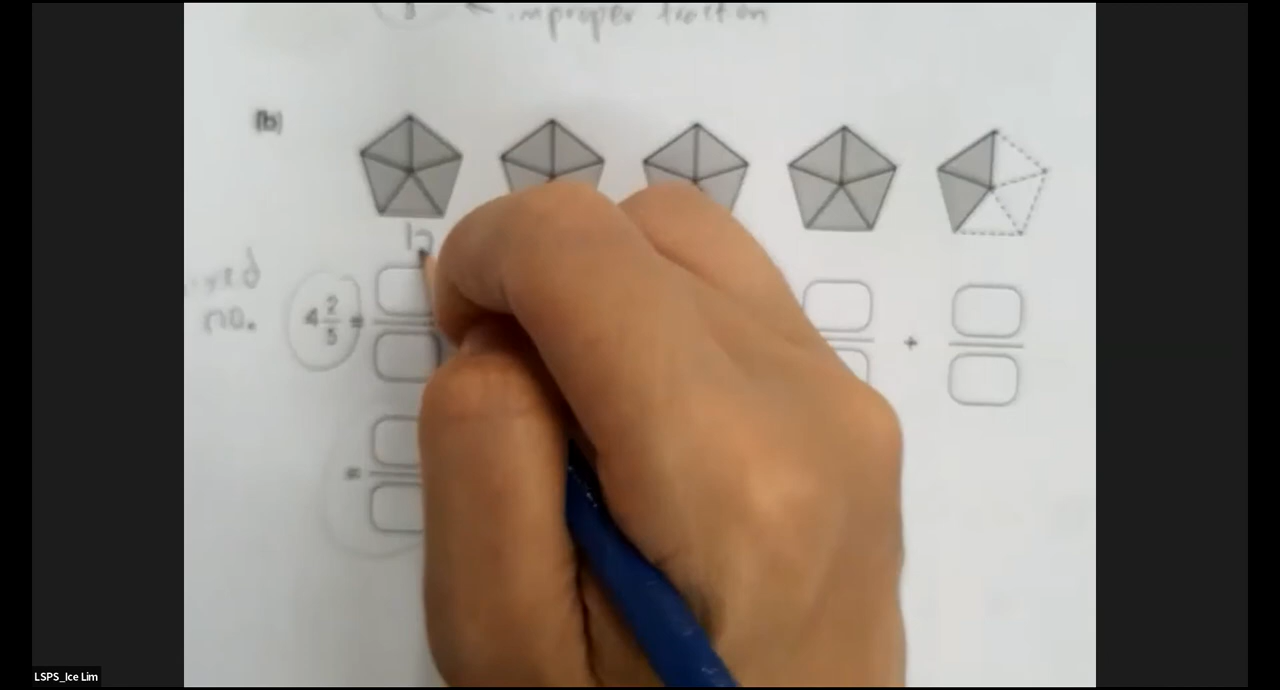 improper fraction
(b)
mixed
no.
4 2/5 =
+
=
LSPS_Ice Lim